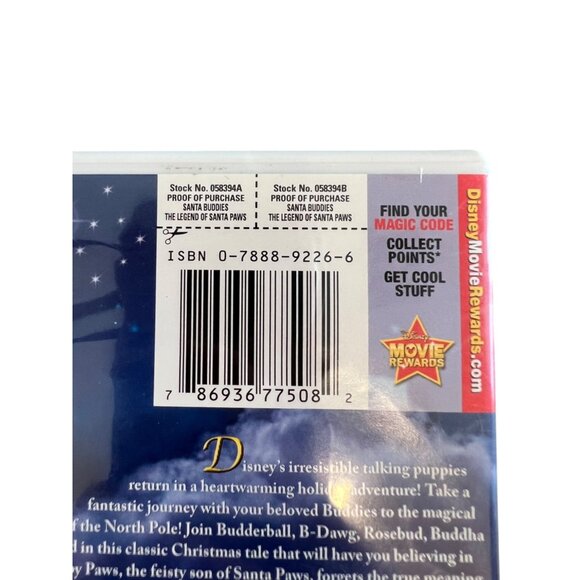 Stock No. 058394A
PROOF OF PURCHASE
SANTA BUDDIES
THE LEGEND OF SANTA PAWS
Stock No. 058394B
PROOF OF PURCHASE
SANTA BUDDIES
THE LEGEND OF SANTA PAWS
ISBN 0-7888-9226-6
7 86936 77508 2
FIND YOUR
MAGIC CODE
COLLECT
POINTS*
GET COOL
STUFF
Disney
MOVIE
REWARDS
DisneyMovieRewards.com
Disney's irresistible talking puppies
return in a heartwarming holiday adventure! Take a
fantastic journey with your beloved Buddies to the magical
of the North Pole! Join Budderball, B-Dawg, Rosebud, Buddha
in this classic Christmas tale that will have you believing in
Paws, the feisty son of Santa Paws, forgets the true meaning